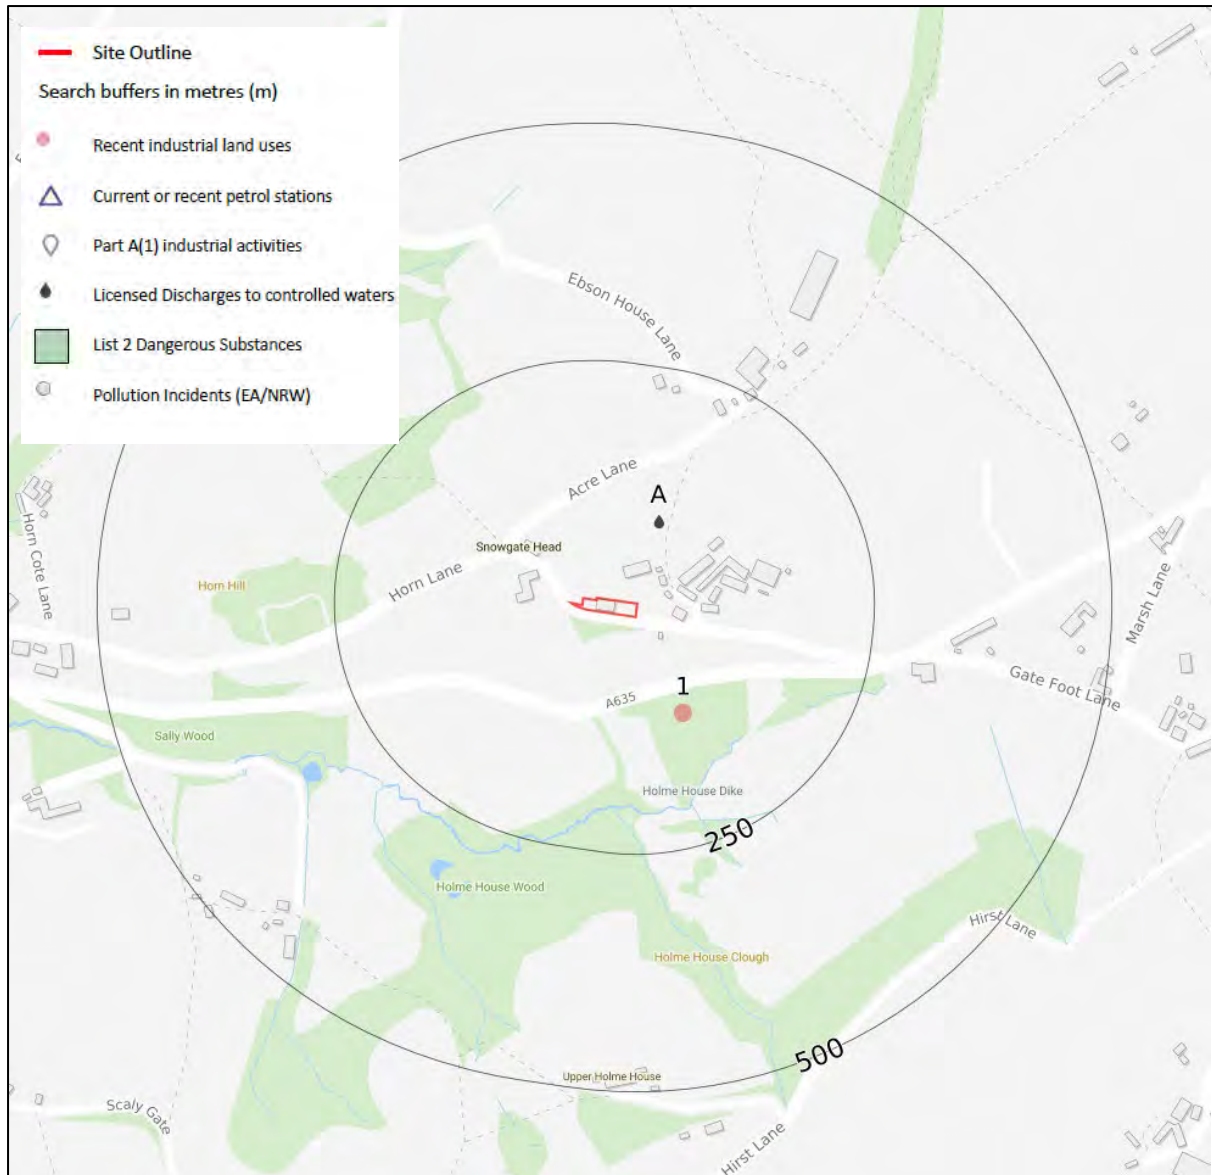 Site Outline
Search buffers in metres (m)
Recent industrial land uses
Current or recent petrol stations
Part A(1) industrial activities
Licensed Discharges to controlled waters
List 2 Dangerous Substances
Pollution Incidents (EA/NRW)
Ebson House Lane
Acre Lane
A
Snowgate Head
Horn Cote Lane
Horn Hill
Horn Lane
Marsh Lane
Gate Foot Lane
1
A635
Sally Wood
Holme House Dike
250
Holme House Wood
Hirst Lane
Holme House Clough
500
Upper Holme House
Scaly Gate
Hirst Lane